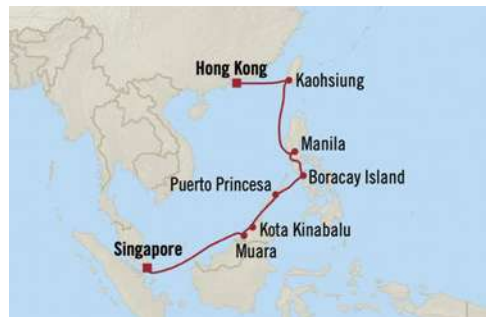 Hong Kong
Kaohsiung
Manila
Boracay Island
Puerto Princesa
Kota Kinabalu
Muara
Singapore